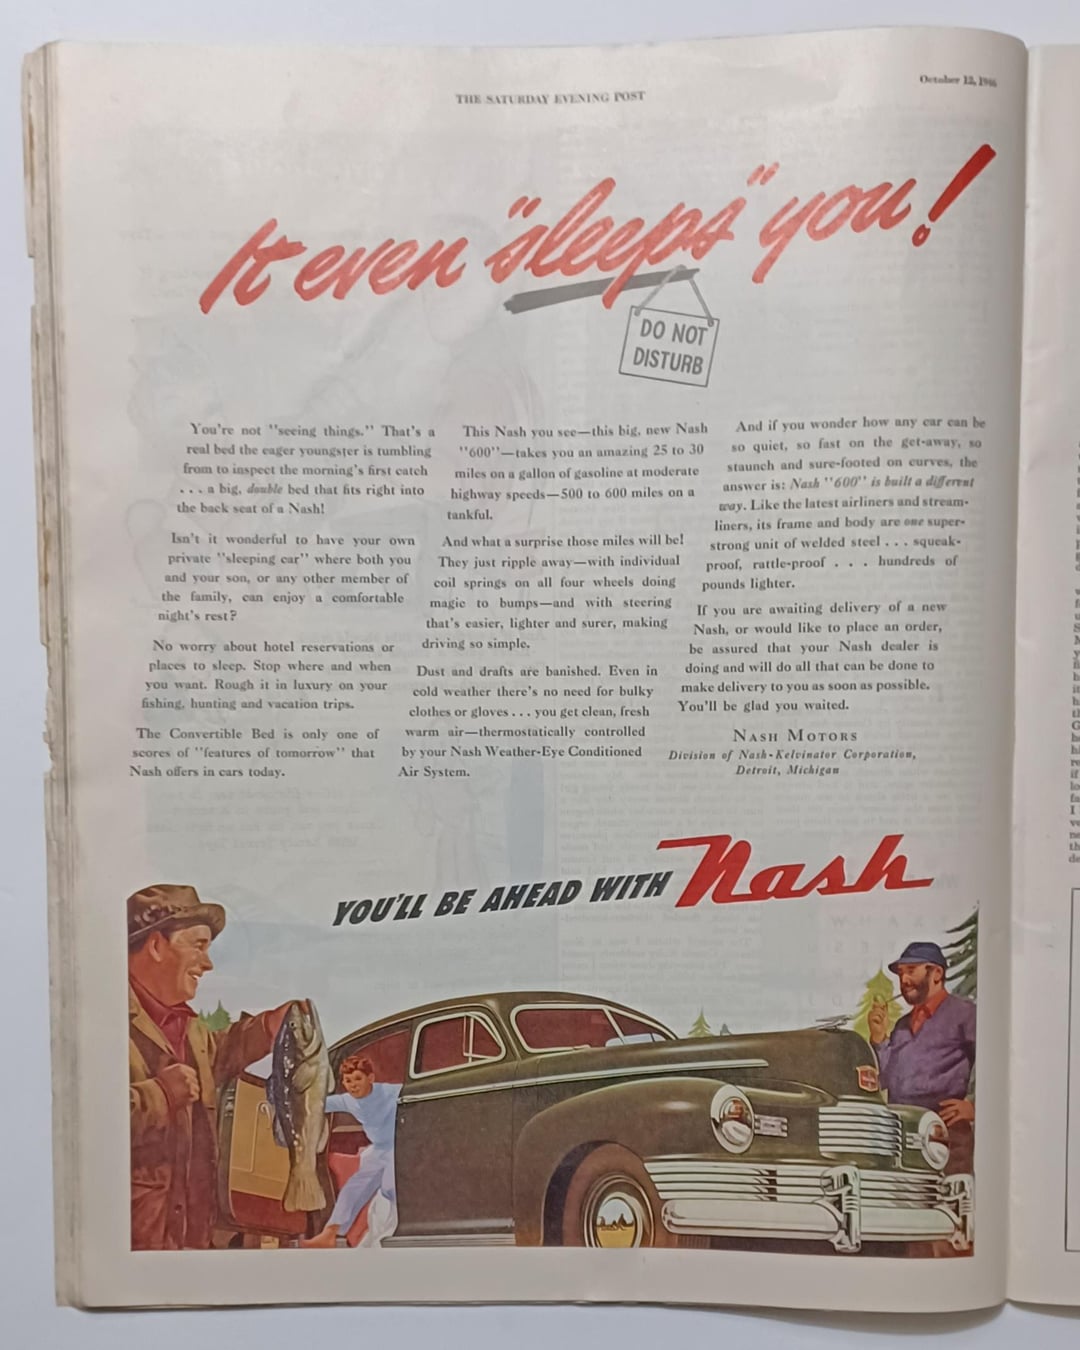 THE SATURDAY EVENING POST
October 12, 1946
It even "sleeps" you!
DO NOT
DISTURB
You're not "seeing things." That's a
real bed the eager youngster is tumbling
from to inspect the morning's first catch
. . . a big, double bed that fits right into
the back seat of a Nash!
Isn't it wonderful to have your own
private "sleeping car" where both you
and your son, or any other member of
the family, can enjoy a comfortable
night's rest?
No worry about hotel reservations or
places to sleep. Stop where and when
you want. Rough it in luxury on your
fishing, hunting and vacation trips.
The Convertible Bed is only one of
scores of "features of tomorrow" that
Nash offers in cars today.
This Nash you see—this big, new Nash
"600"—takes you an amazing 25 to 30
miles on a gallon of gasoline at moderate
highway speeds—500 to 600 miles on a
tankful.
And what a surprise those miles will be!
They just ripple away—with individual
coil springs on all four wheels doing
magic to bumps—and with steering
that's easier, lighter and surer, making
driving so simple.
Dust and drafts are banished. Even in
cold weather there's no need for bulky
clothes or gloves . . . you get clean, fresh
warm air—thermostatically controlled
by your Nash Weather-Eye Conditioned
Air System.
And if you wonder how any car can be
so quiet, so fast on the get-away, so
staunch and sure-footed on curves, the
answer is: Nash "600" is built a different
way. Like the latest airliners and stream-
liners, its frame and body are one super-
strong unit of welded steel . . . squeak-
proof, rattle-proof . . . hundreds of
pounds lighter.
If you are awaiting delivery of a new
Nash, or would like to place an order,
be assured that your Nash dealer is
doing and will do all that can be done to
make delivery to you as soon as possible.
You'll be glad you waited.
NASH MOTORS
Division of Nash-Kelvinator Corporation,
Detroit, Michigan
YOU'LL BE AHEAD WITH Nash
Nash